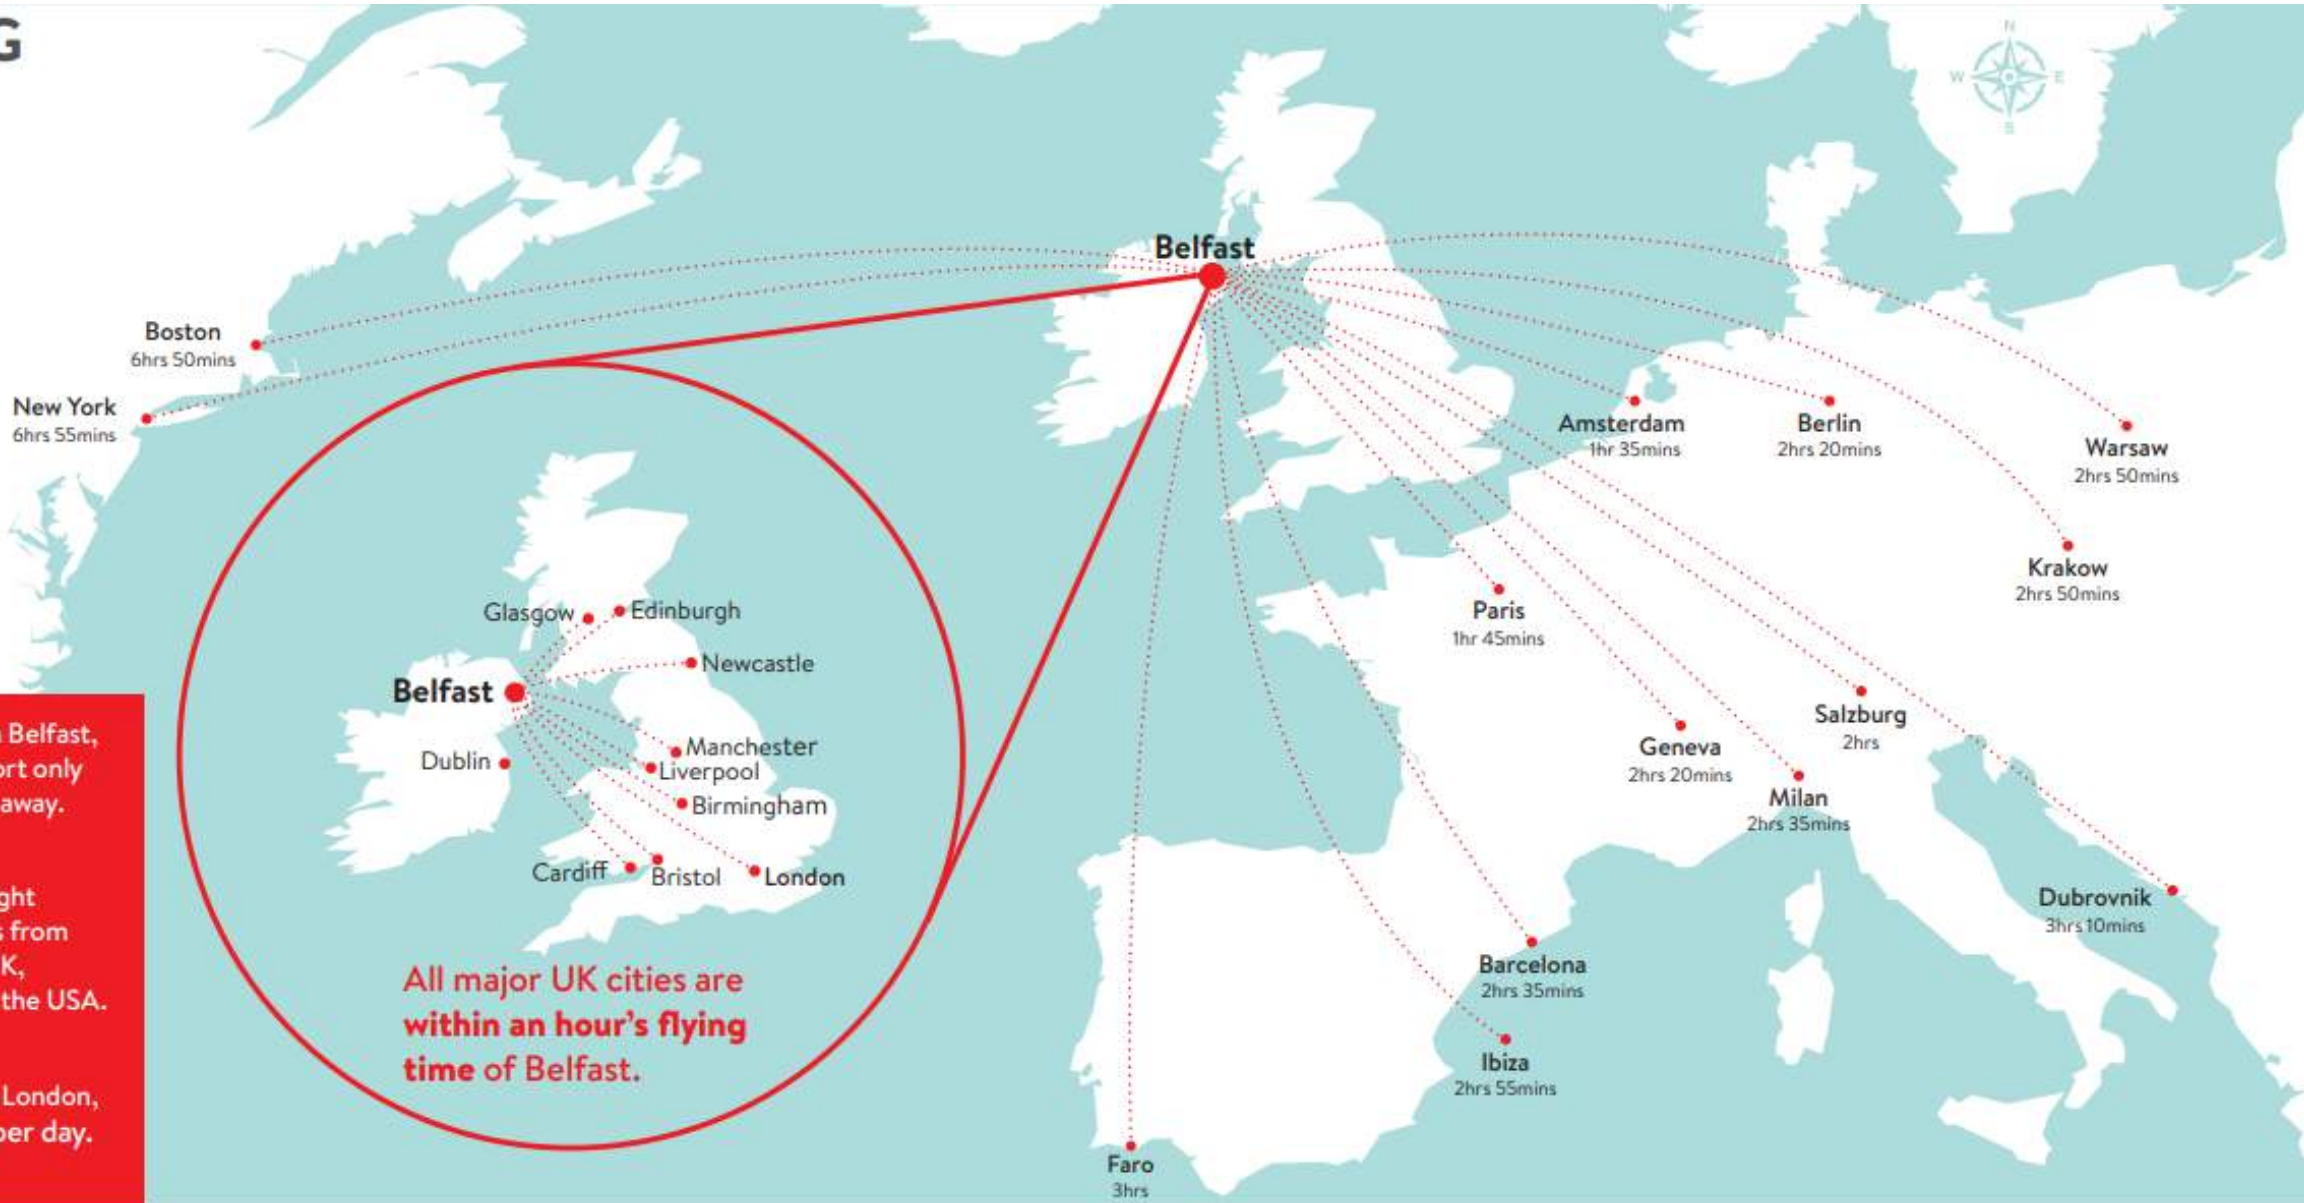 G
N
W
E
S
Belfast
Boston
6hrs 50mins
New York
6hrs 55mins
Amsterdam
1hr 35mins
Berlin
2hrs 20mins
Warsaw
2hrs 50mins
Krakow
2hrs 50mins
Paris
1hr 45mins
Salzburg
2hrs
Geneva
2hrs 20mins
Milan
2hrs 35mins
Dubrovnik
3hrs 10mins
Barcelona
2hrs 35mins
Ibiza
2hrs 55mins
Faro
3hrs
Glasgow
Edinburgh
Newcastle
Belfast
Dublin
Manchester
Liverpool
Birmingham
Cardiff
Bristol
London
All major UK cities are
within an hour's flying
time of Belfast.
Belfast,
only
away.
from
the USA.
London,
per day.